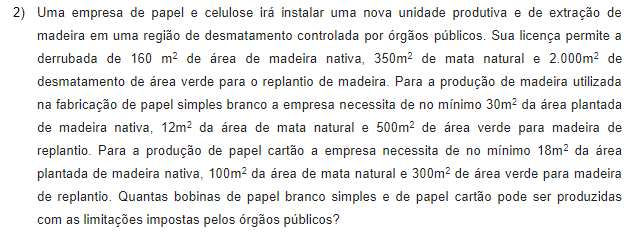 2) Uma empresa de papel e celulose irá instalar uma nova unidade produtiva e de extração de
madeira em uma região de desmatamento controlada por órgãos públicos. Sua licença permite a
derrubada de 160 m² de área de madeira nativa, 350m² de mata natural e 2.000m² de
desmatamento de área verde para o replantio de madeira. Para a produção de madeira utilizada
na fabricação de papel simples branco a empresa necessita de no mínimo 30m² da área plantada
de madeira nativa, 12m² da área de mata natural e 500m² de área verde para madeira de
replantio. Para a produção de papel cartão a empresa necessita de no mínimo 18m² da área
plantada de madeira nativa, 100m² da área de mata natural e 300m² de área verde para madeira
de replantio. Quantas bobinas de papel branco simples e de papel cartão pode ser produzidas
com as limitações impostas pelos órgãos públicos?